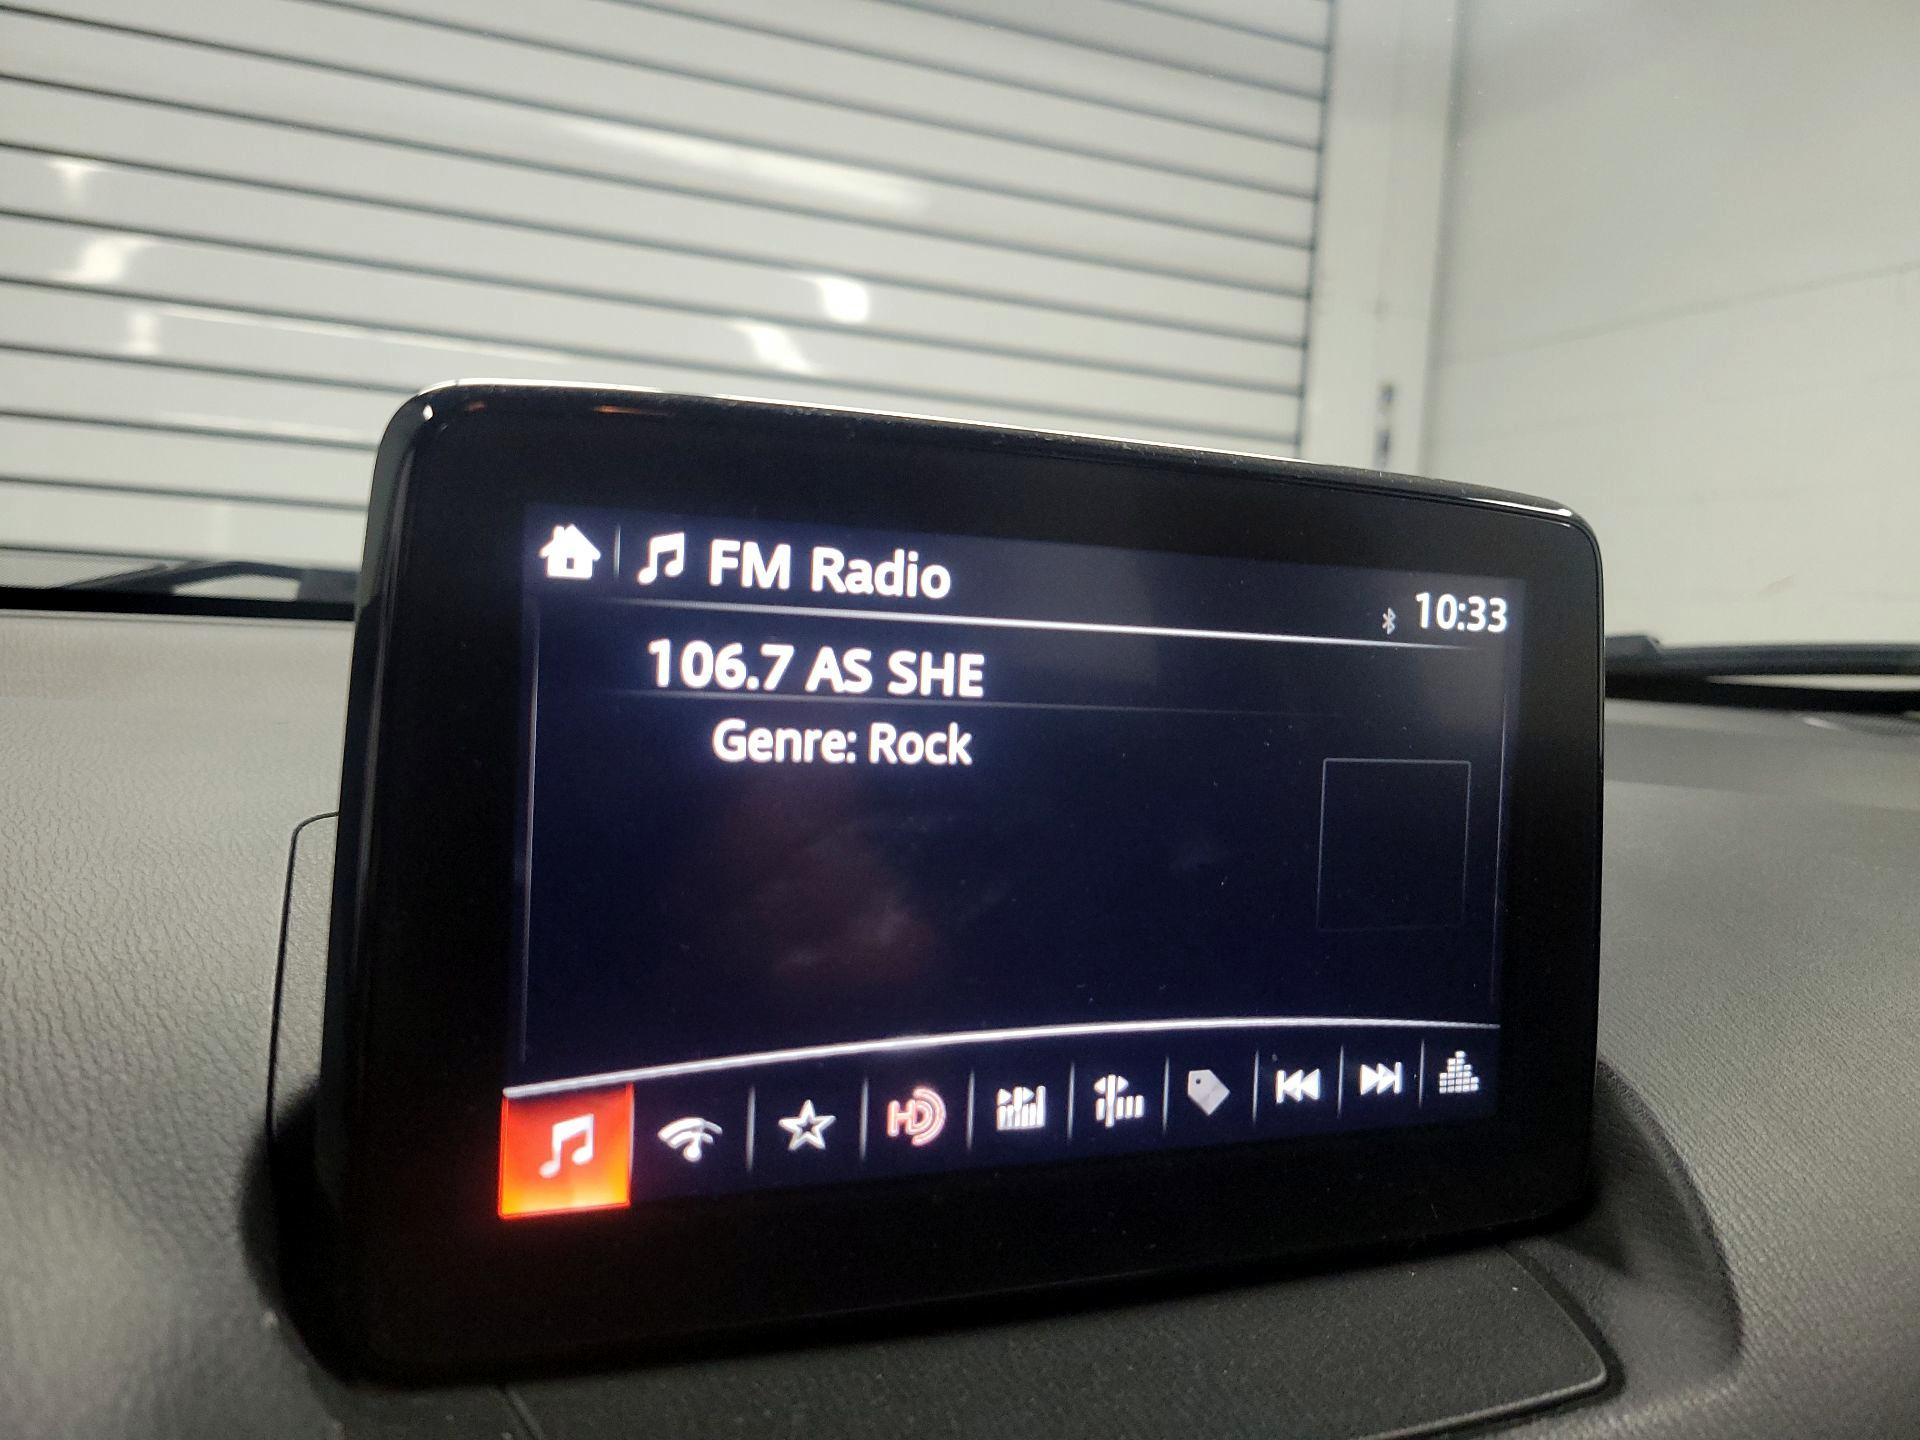 FM Radio
10:33
106.7 AS SHE
Genre: Rock
HD